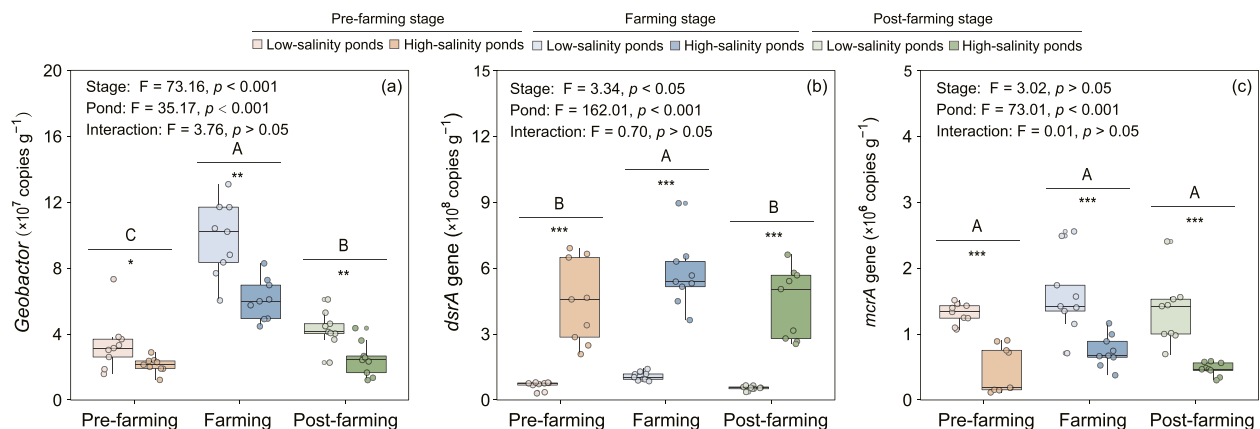 Pre-farming stage Farming stage Post-farming stage
Low-salinity ponds High-salinity ponds Low-salinity ponds High-salinity ponds Low-salinity ponds High-salinity ponds
(a)
Stage: F = 73.16, p < 0.001
Pond: F = 35.17, p < 0.001
Interaction: F = 3.76, p > 0.05
Geobactor (×10⁷ copies g⁻¹)
20
16
12
8
4
0
C
*
A
**
B
**
Pre-farming Farming Post-farming
(b)
Stage: F = 3.34, p < 0.05
Pond: F = 162.01, p < 0.001
Interaction: F = 0.70, p > 0.05
dsrA gene (×10⁸ copies g⁻¹)
15
12
9
6
3
0
B
***
A
***
B
***
Pre-farming Farming Post-farming
(c)
Stage: F = 3.02, p > 0.05
Pond: F = 73.01, p < 0.001
Interaction: F = 0.01, p > 0.05
mcrA gene (×10⁶ copies g⁻¹)
5
4
3
2
1
0
A
***
A
***
A
***
Pre-farming Farming Post-farming